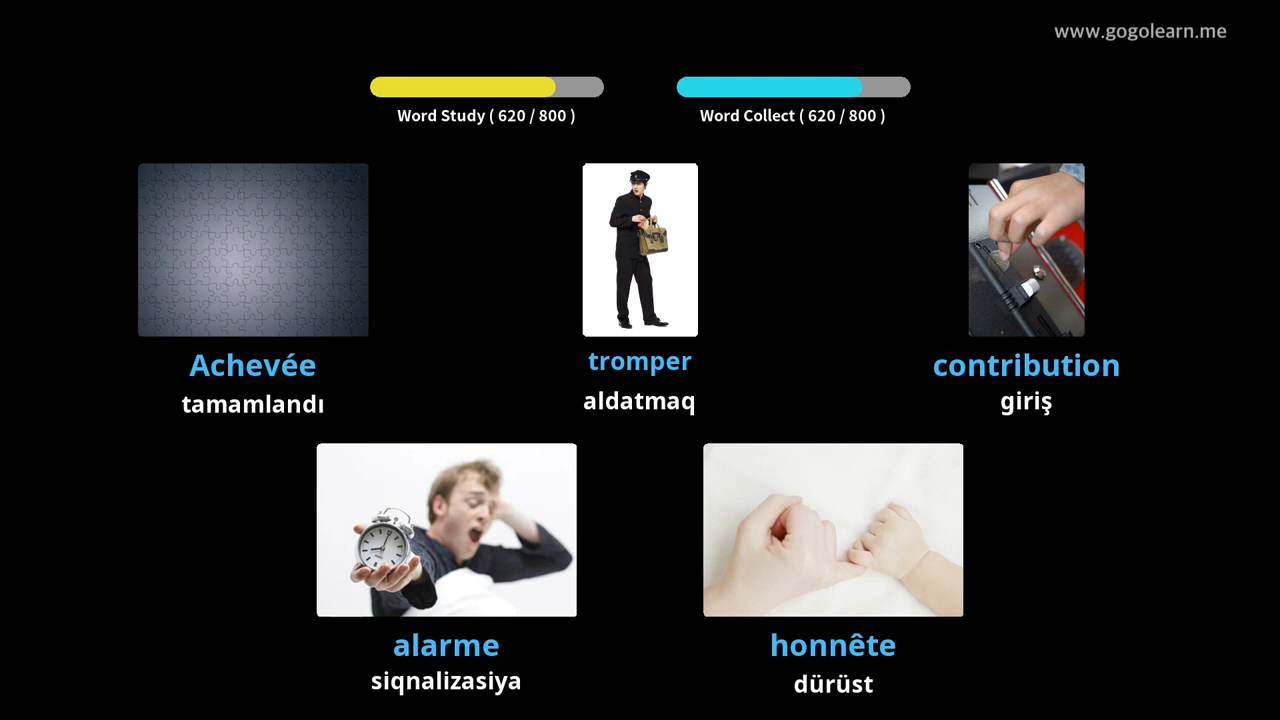 www.gogolearn.me
Word Study ( 620 / 800 )
Word Collect ( 620 / 800 )
Achevée
tamamlandı
tromper
aldatmaq
contribution
giriş
alarme
siqnalizasiya
honnête
dürüst